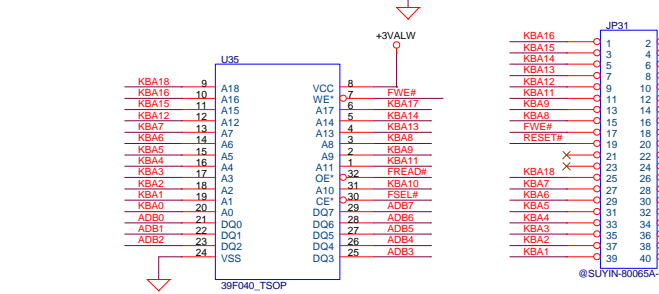 +3VALW
U35
KBA18 9 A18 VCC 8
KBA16 10 A16 WE* 7 FWE#
KBA15 11 A15 A17 6 KBA17
KBA12 12 A12 A14 5 KBA14
KBA7 13 A7 A13 4 KBA13
KBA6 14 A6 A8 3 KBA8
KBA5 15 A5 A9 2 KBA9
KBA4 16 A4 A11 1 KBA11
KBA3 17 A3 OE* 32 FREAD#
KBA2 18 A2 A10 31 KBA10
KBA1 19 A1 CE* 30 FSEL#
KBA0 20 A0 DQ7 29 ADB7
ADB0 21 DQ0 DQ6 28 ADB6
ADB1 22 DQ1 DQ5 27 ADB5
ADB2 23 DQ2 DQ4 26 ADB4
24 VSS DQ3 25 ADB3
39F040_TSOP
JP31
KBA16 1 2
KBA15 3 4
KBA14 5 6
KBA13 7 8
KBA12 9 10
KBA11 11 12
KBA9 13 14
KBA8 15 16
FWE# 17 18
RESET# 19 20
21 22
23 24
KBA18 25 26
KBA7 27 28
KBA6 29 30
KBA5 31 32
KBA4 33 34
KBA3 35 36
KBA2 37 38
KBA1 39 40
@SUYIN-80065A-